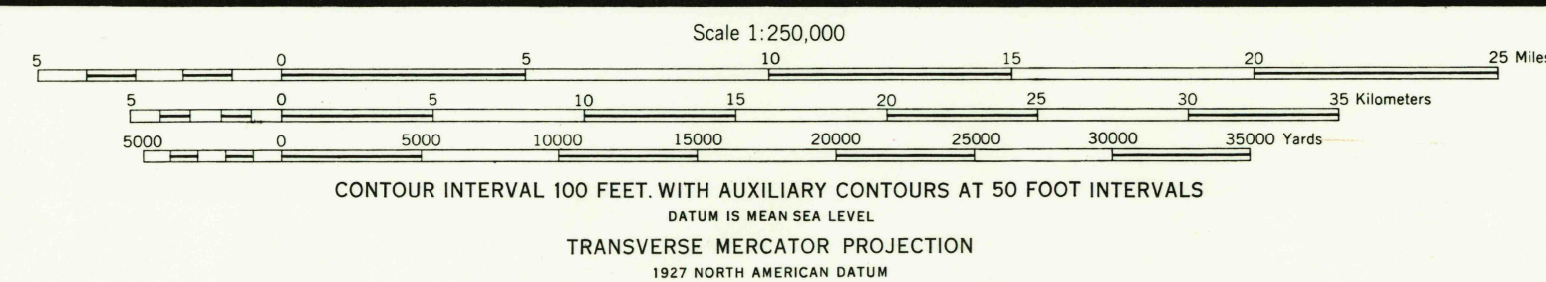 Scale 1:250,000
5 0 5 10 15 20 25 Miles
5 0 5 10 15 20 25 30 35 Kilometers
5000 0 5000 10000 15000 20000 25000 30000 35000 Yards
CONTOUR INTERVAL 100 FEET. WITH AUXILIARY CONTOURS AT 50 FOOT INTERVALS
DATUM IS MEAN SEA LEVEL
TRANSVERSE MERCATOR PROJECTION
1927 NORTH AMERICAN DATUM